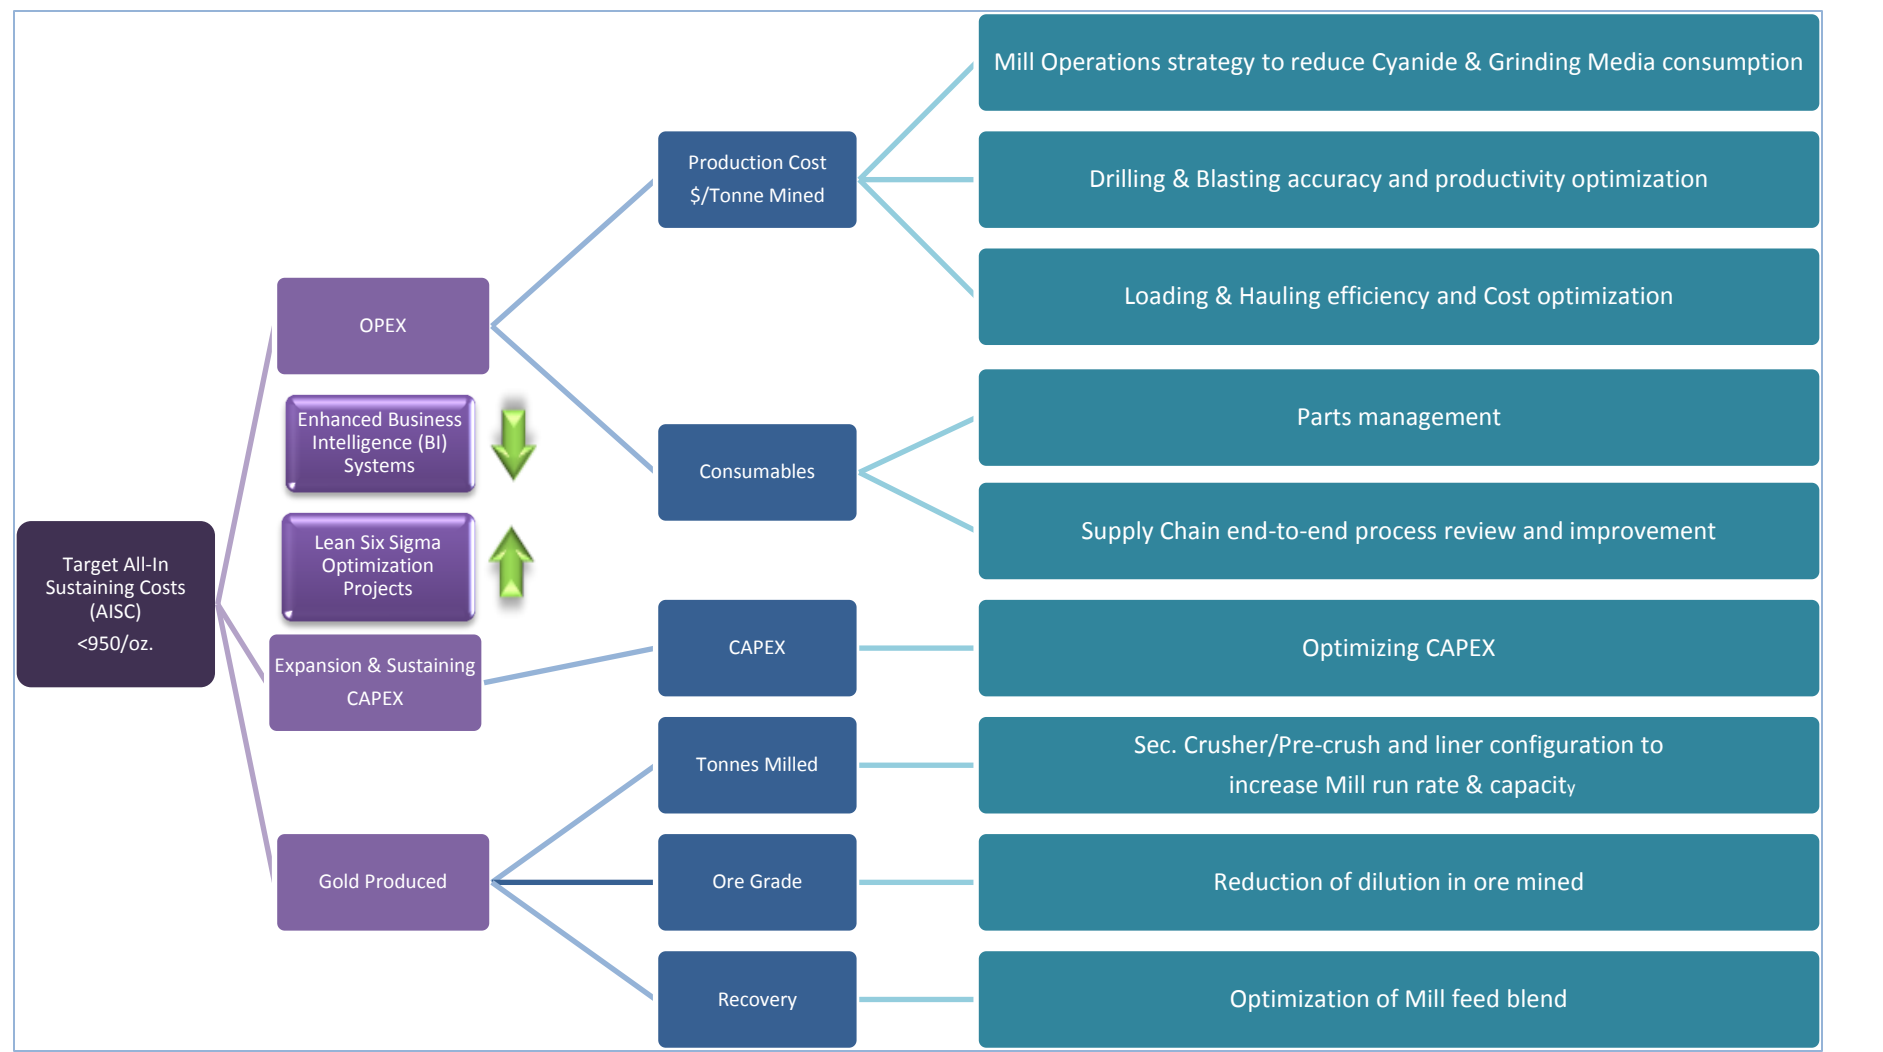 Target All-In
Sustaining Costs
(AISC)
<950/oz.
OPEX
Enhanced Business
Intelligence (BI)
Systems
Lean Six Sigma
Optimization
Projects
Expansion & Sustaining
CAPEX
Gold Produced
Production Cost
$/Tonne Mined
Consumables
CAPEX
Tonnes Milled
Ore Grade
Recovery
Mill Operations strategy to reduce Cyanide & Grinding Media consumption
Drilling & Blasting accuracy and productivity optimization
Loading & Hauling efficiency and Cost optimization
Parts management
Supply Chain end-to-end process review and improvement
Optimizing CAPEX
Sec. Crusher/Pre-crush and liner configuration to
increase Mill run rate & capacity
Reduction of dilution in ore mined
Optimization of Mill feed blend